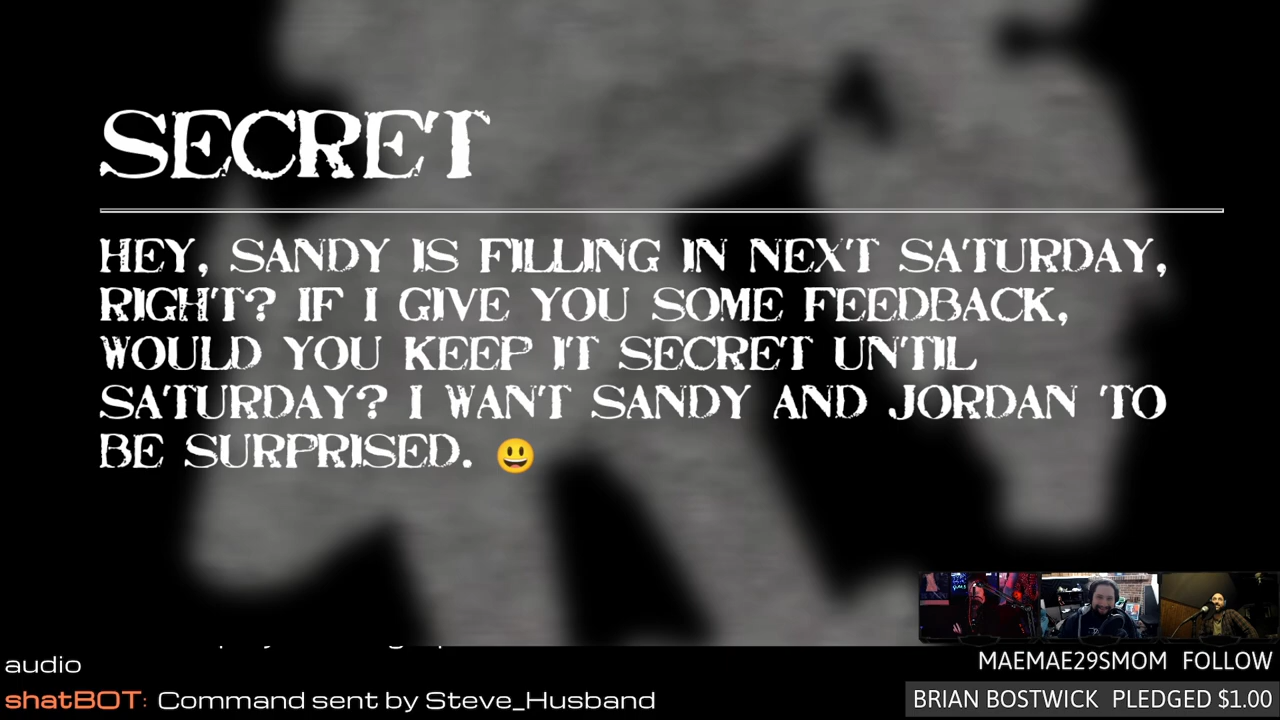 SECRET
HEY, SANDY IS FILLING IN NEXT SATURDAY,
RIGHT? IF I GIVE YOU SOME FEEDBACK,
WOULD YOU KEEP IT SECRET UNTIL
SATURDAY? I WANT SANDY AND JORDAN TO
BE SURPRISED. 😃
audio
shatBOT: Command sent by Steve_Husband
MAEMAE29SMOM FOLLOW
BRIAN BOSTWICK PLEDGED $1.00